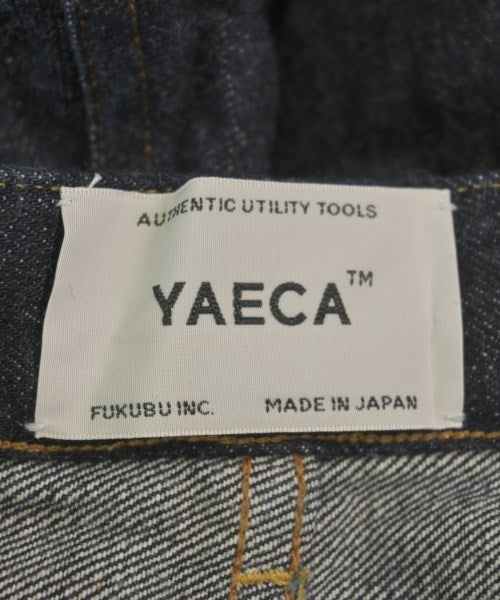 AUTHENTIC UTILITY TOOLS
YAECA™
FUKUBU INC. MADE IN JAPAN